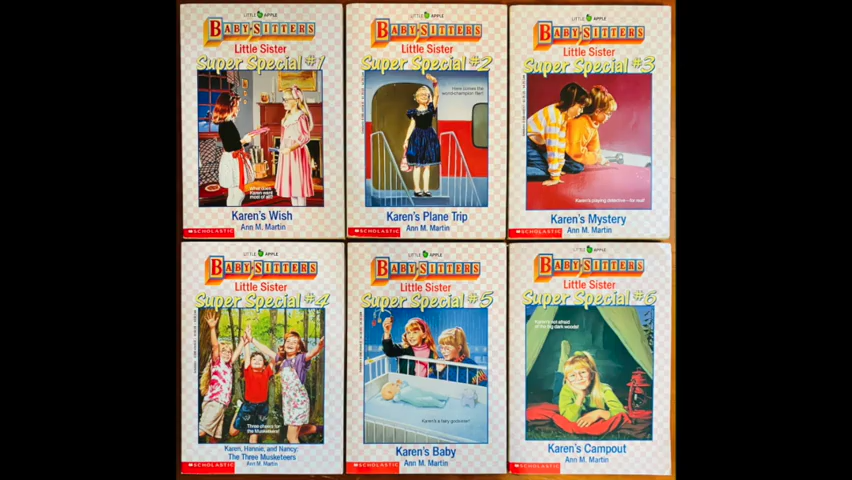 LITTLE APPLE
BABY-SITTERS
Little Sister
Super Special #1
What does
Karen want
most of all?
Karen's Wish
Ann M. Martin
SCHOLASTIC
LITTLE APPLE
BABY-SITTERS
Little Sister
Super Special #2
Here comes the
world-champion flier!
Karen's Plane Trip
Ann M. Martin
SCHOLASTIC
LITTLE APPLE
BABY-SITTERS
Little Sister
Super Special #3
Karen's playing detective—for real!
Karen's Mystery
Ann M. Martin
SCHOLASTIC
LITTLE APPLE
BABY-SITTERS
Little Sister
Super Special #4
Three cheers for
the Musketeers!
Karen, Hannie, and Nancy:
The Three Musketeers
Ann M. Martin
SCHOLASTIC
LITTLE APPLE
BABY-SITTERS
Little Sister
Super Special #5
Karen's a fairy godsister!
Karen's Baby
Ann M. Martin
SCHOLASTIC
LITTLE APPLE
BABY-SITTERS
Little Sister
Super Special #6
Karen's not afraid
of the big dark woods!
Karen's Campout
Ann M. Martin
SCHOLASTIC